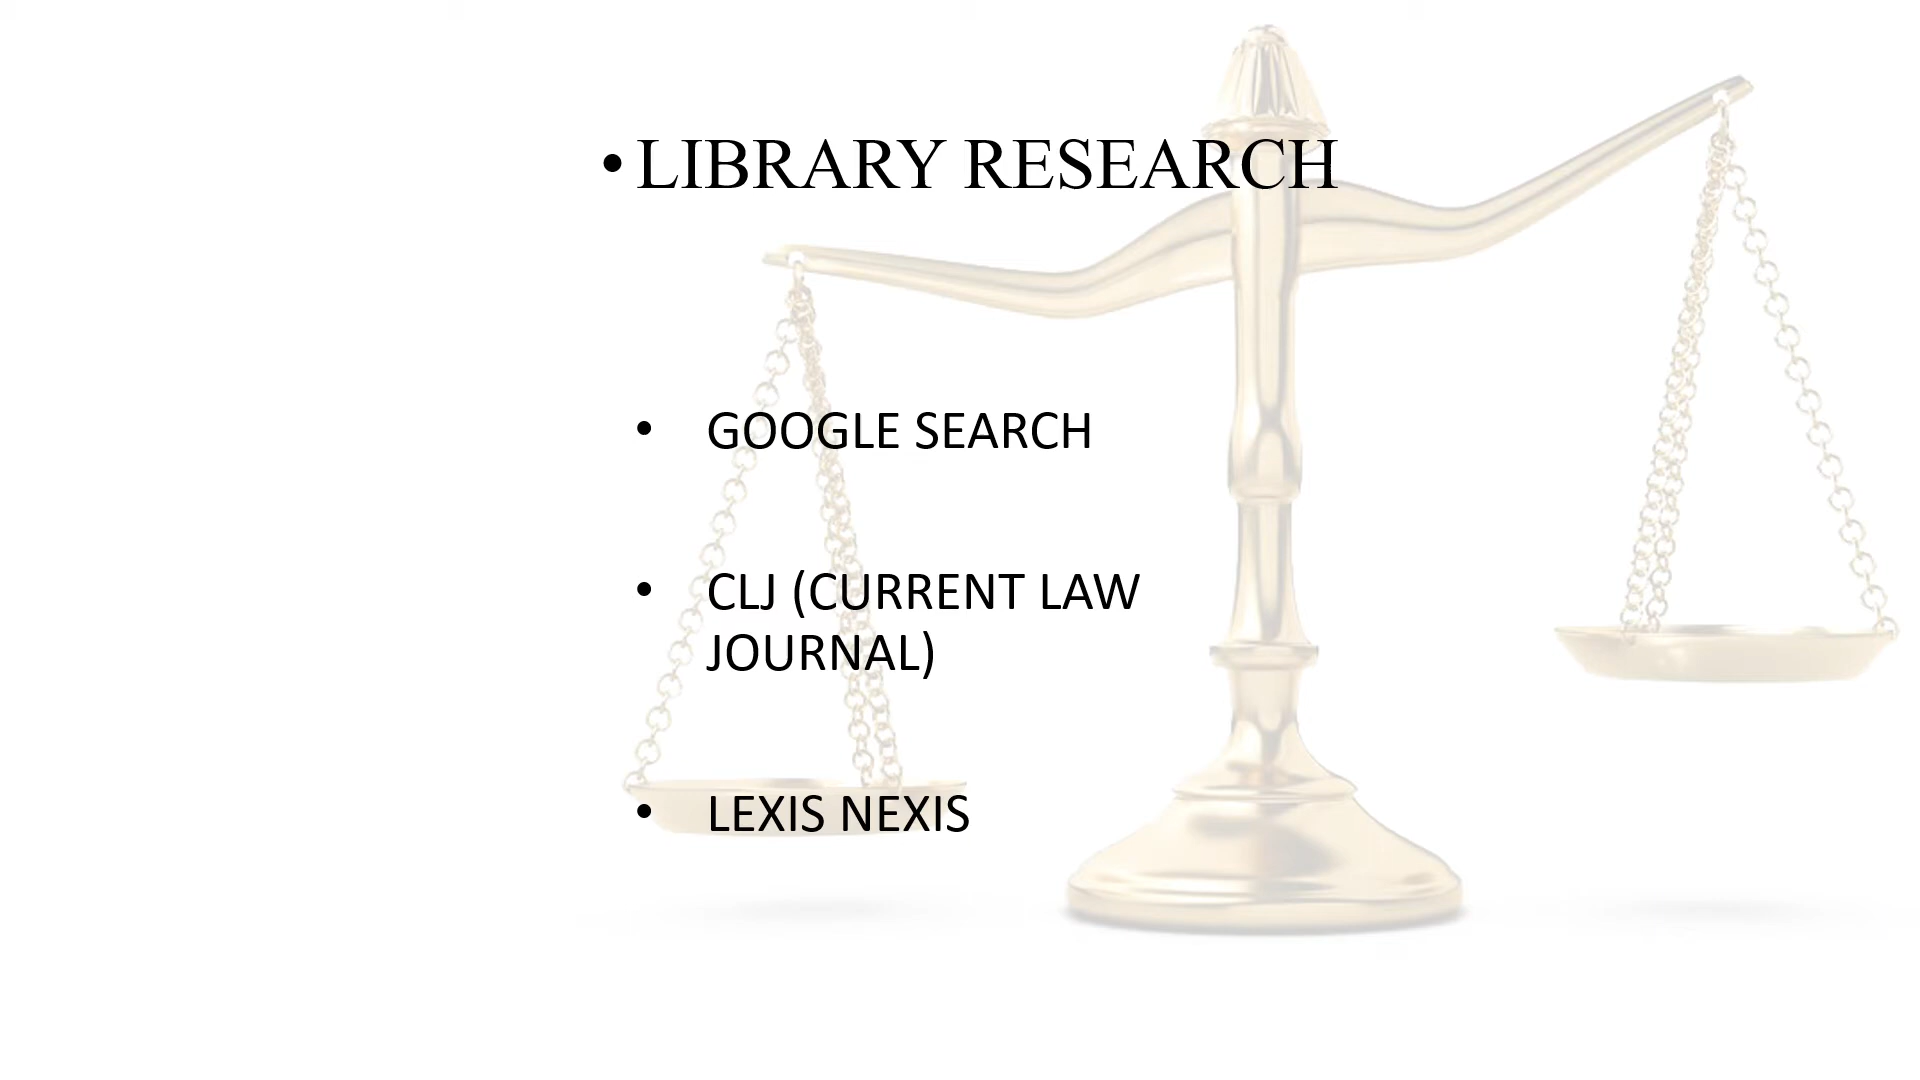 • LIBRARY RESEARCH
• GOOGLE SEARCH
• CLJ (CURRENT LAW
JOURNAL)
• LEXIS NEXIS